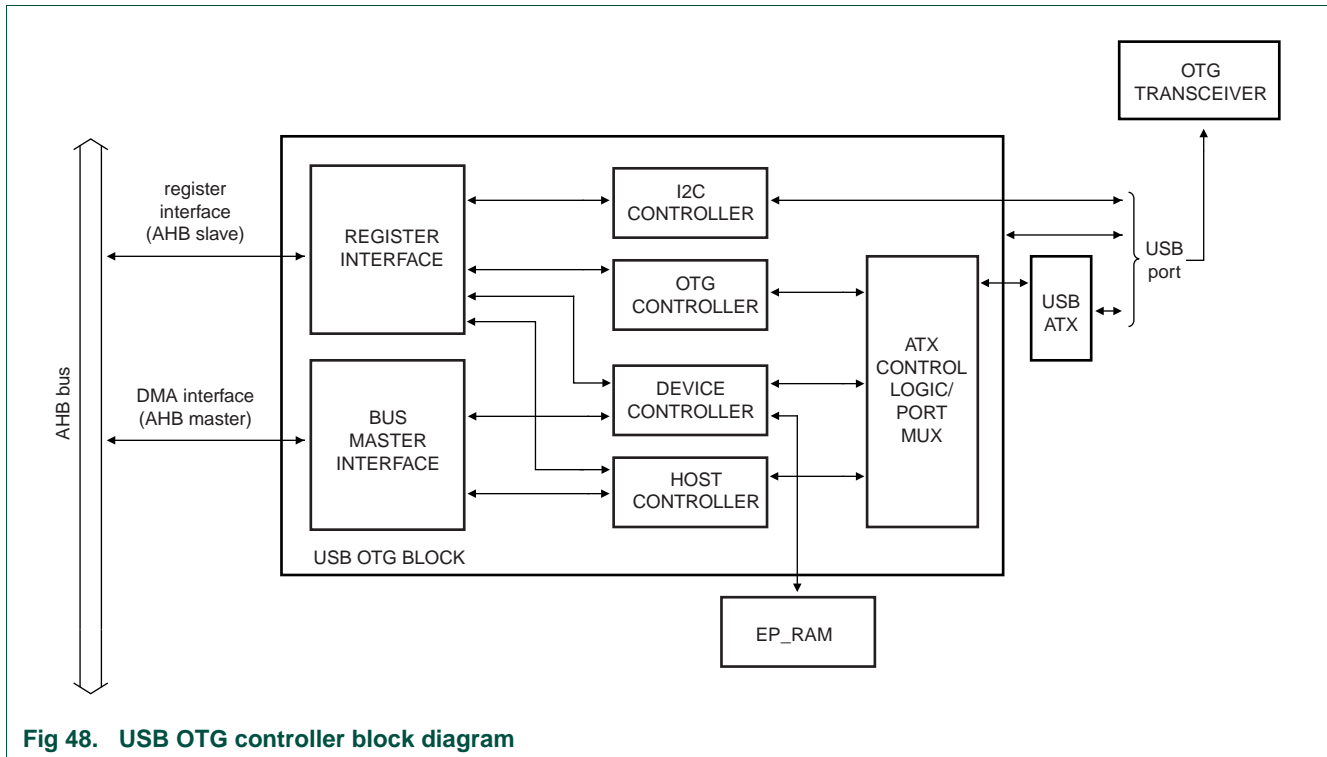 OTG
TRANSCEIVER
register
interface
(AHB slave)
REGISTER
INTERFACE
I2C
CONTROLLER
OTG
CONTROLLER
USB
port
USB
ATX
ATX
CONTROL
LOGIC/
PORT
MUX
AHB bus
DMA interface
(AHB master)
BUS
MASTER
INTERFACE
DEVICE
CONTROLLER
HOST
CONTROLLER
USB OTG BLOCK
EP_RAM
Fig 48. USB OTG controller block diagram